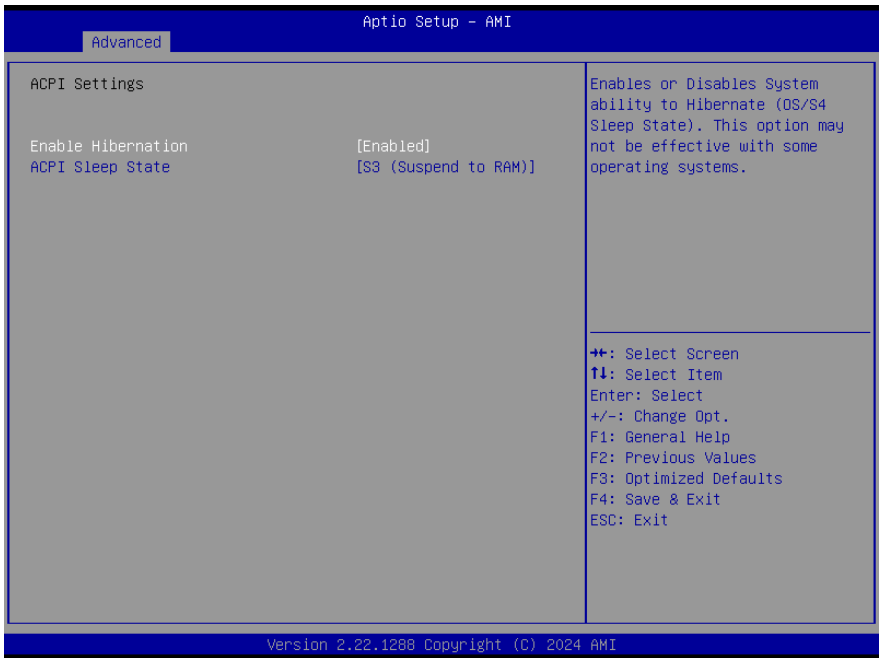 Aptio Setup – AMI
Advanced
ACPI Settings
Enable Hibernation [Enabled]
ACPI Sleep State [S3 (Suspend to RAM)]
Enables or Disables System
ability to Hibernate (OS/S4
Sleep State). This option may
not be effective with some
operating systems.
→←: Select Screen
↑↓: Select Item
Enter: Select
+/-: Change Opt.
F1: General Help
F2: Previous Values
F3: Optimized Defaults
F4: Save & Exit
ESC: Exit
Version 2.22.1288 Copyright (C) 2024 AMI